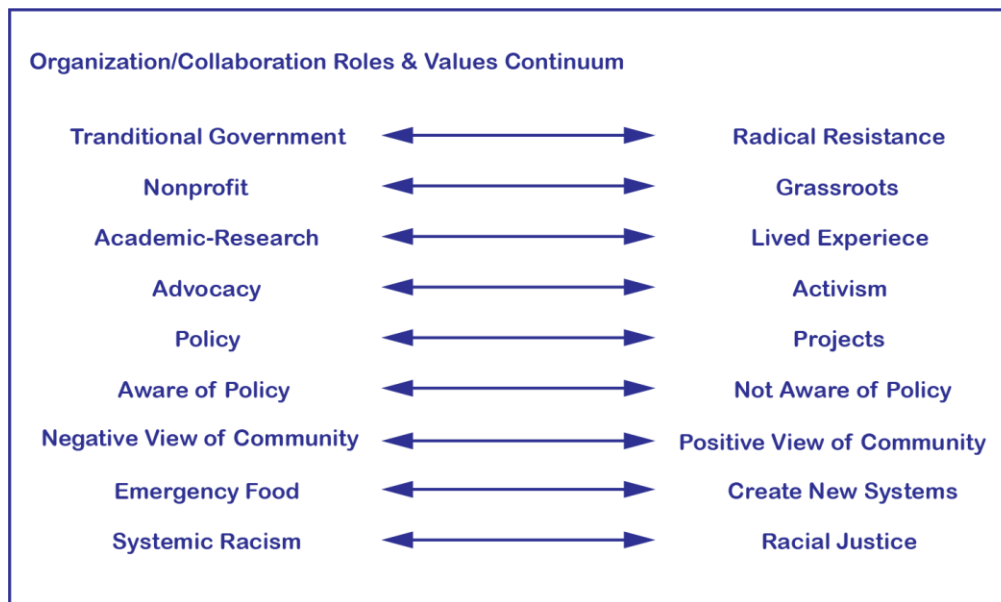 Organization/Collaboration Roles & Values Continuum
Tranditional Government Radical Resistance
Nonprofit Grassroots
Academic-Research Lived Experiece
Advocacy Activism
Policy Projects
Aware of Policy Not Aware of Policy
Negative View of Community Positive View of Community
Emergency Food Create New Systems
Systemic Racism Racial Justice